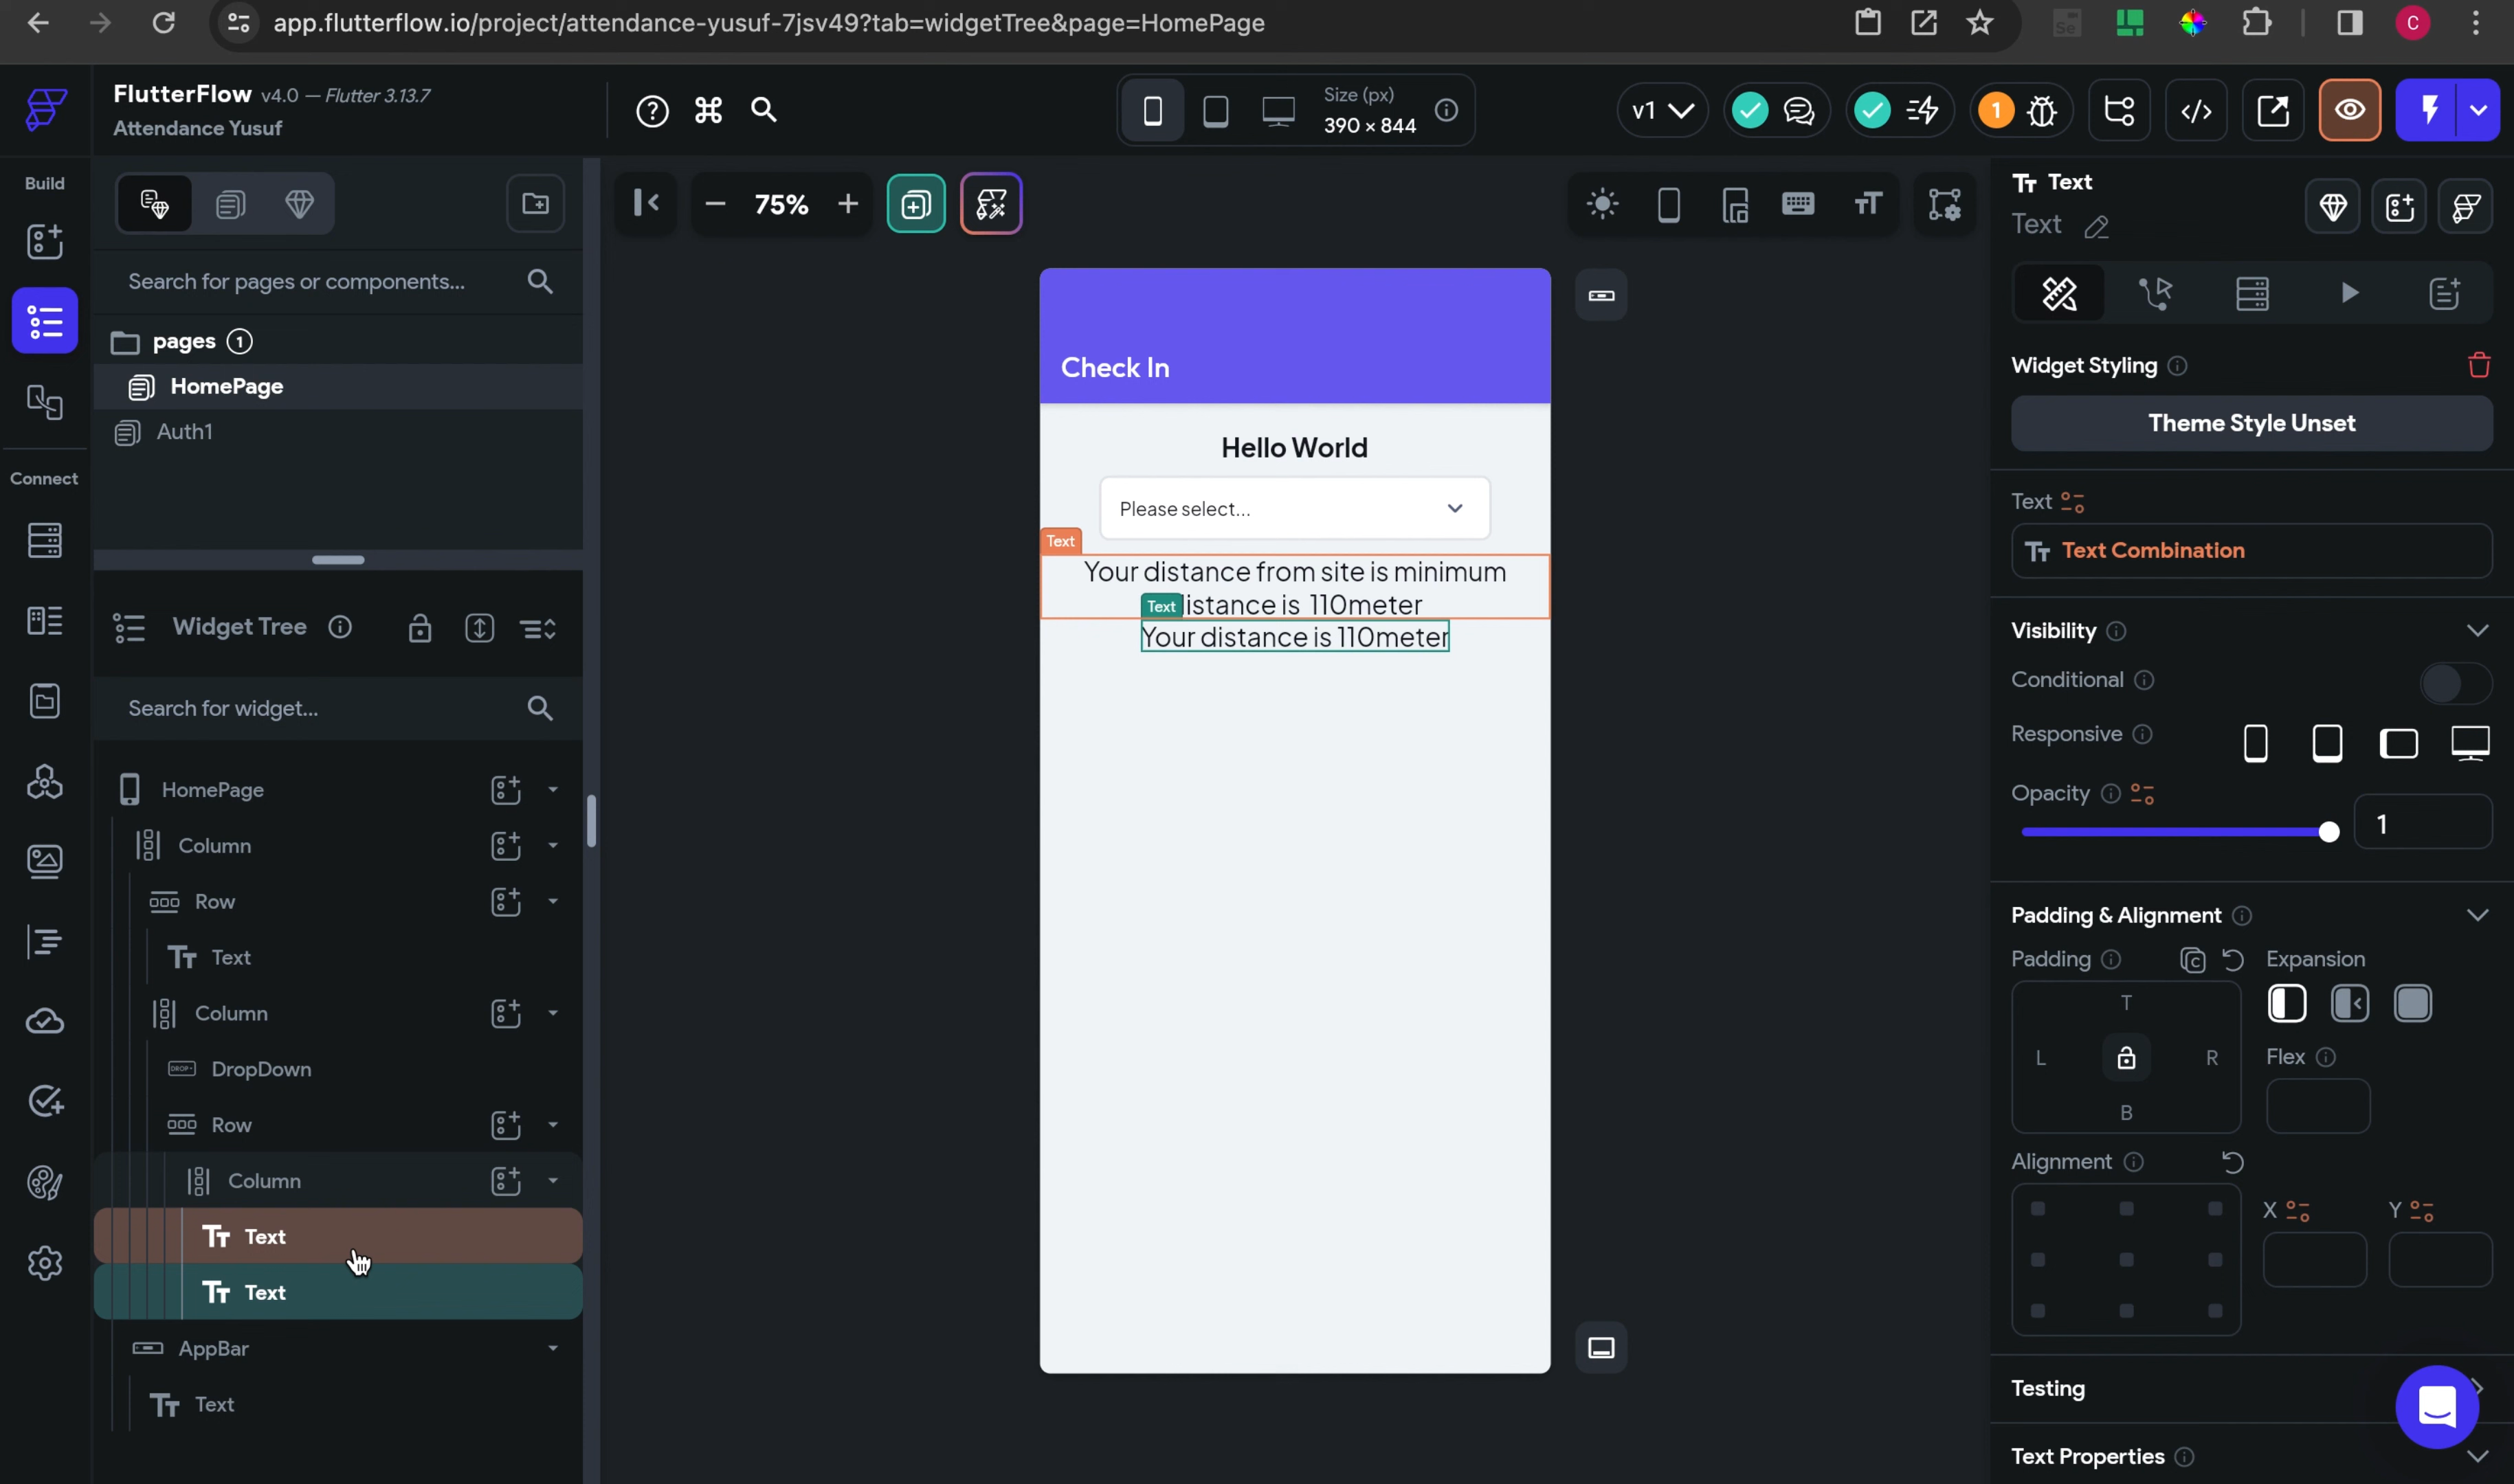 app.flutterflow.io/project/attendance-yusuf-7jsv49?tab=widgetTree&page=HomePage
C
FlutterFlow v4.0 — Flutter 3.13.7
Attendance Yusuf
Size (px)
390 × 844
v1
1
Build
75%
Search for pages or components...
pages 1
HomePage
Auth1
Connect
Widget Tree
Search for widget...
HomePage
Column
Row
Text
Column
DropDown
DROP
Row
Column
Text
Text
AppBar
Text
Check In
Hello World
Please select...
Text
Your distance from site is minimum
Text
istance is 110meter
Your distance is 110meter
Text
Text
Widget Styling
Theme Style Unset
Text
Text Combination
Visibility
Conditional
Responsive
Opacity
1
Padding & Alignment
Padding
Expansion
T
L
R
B
Flex
Alignment
X
Y
Testing
Text Properties